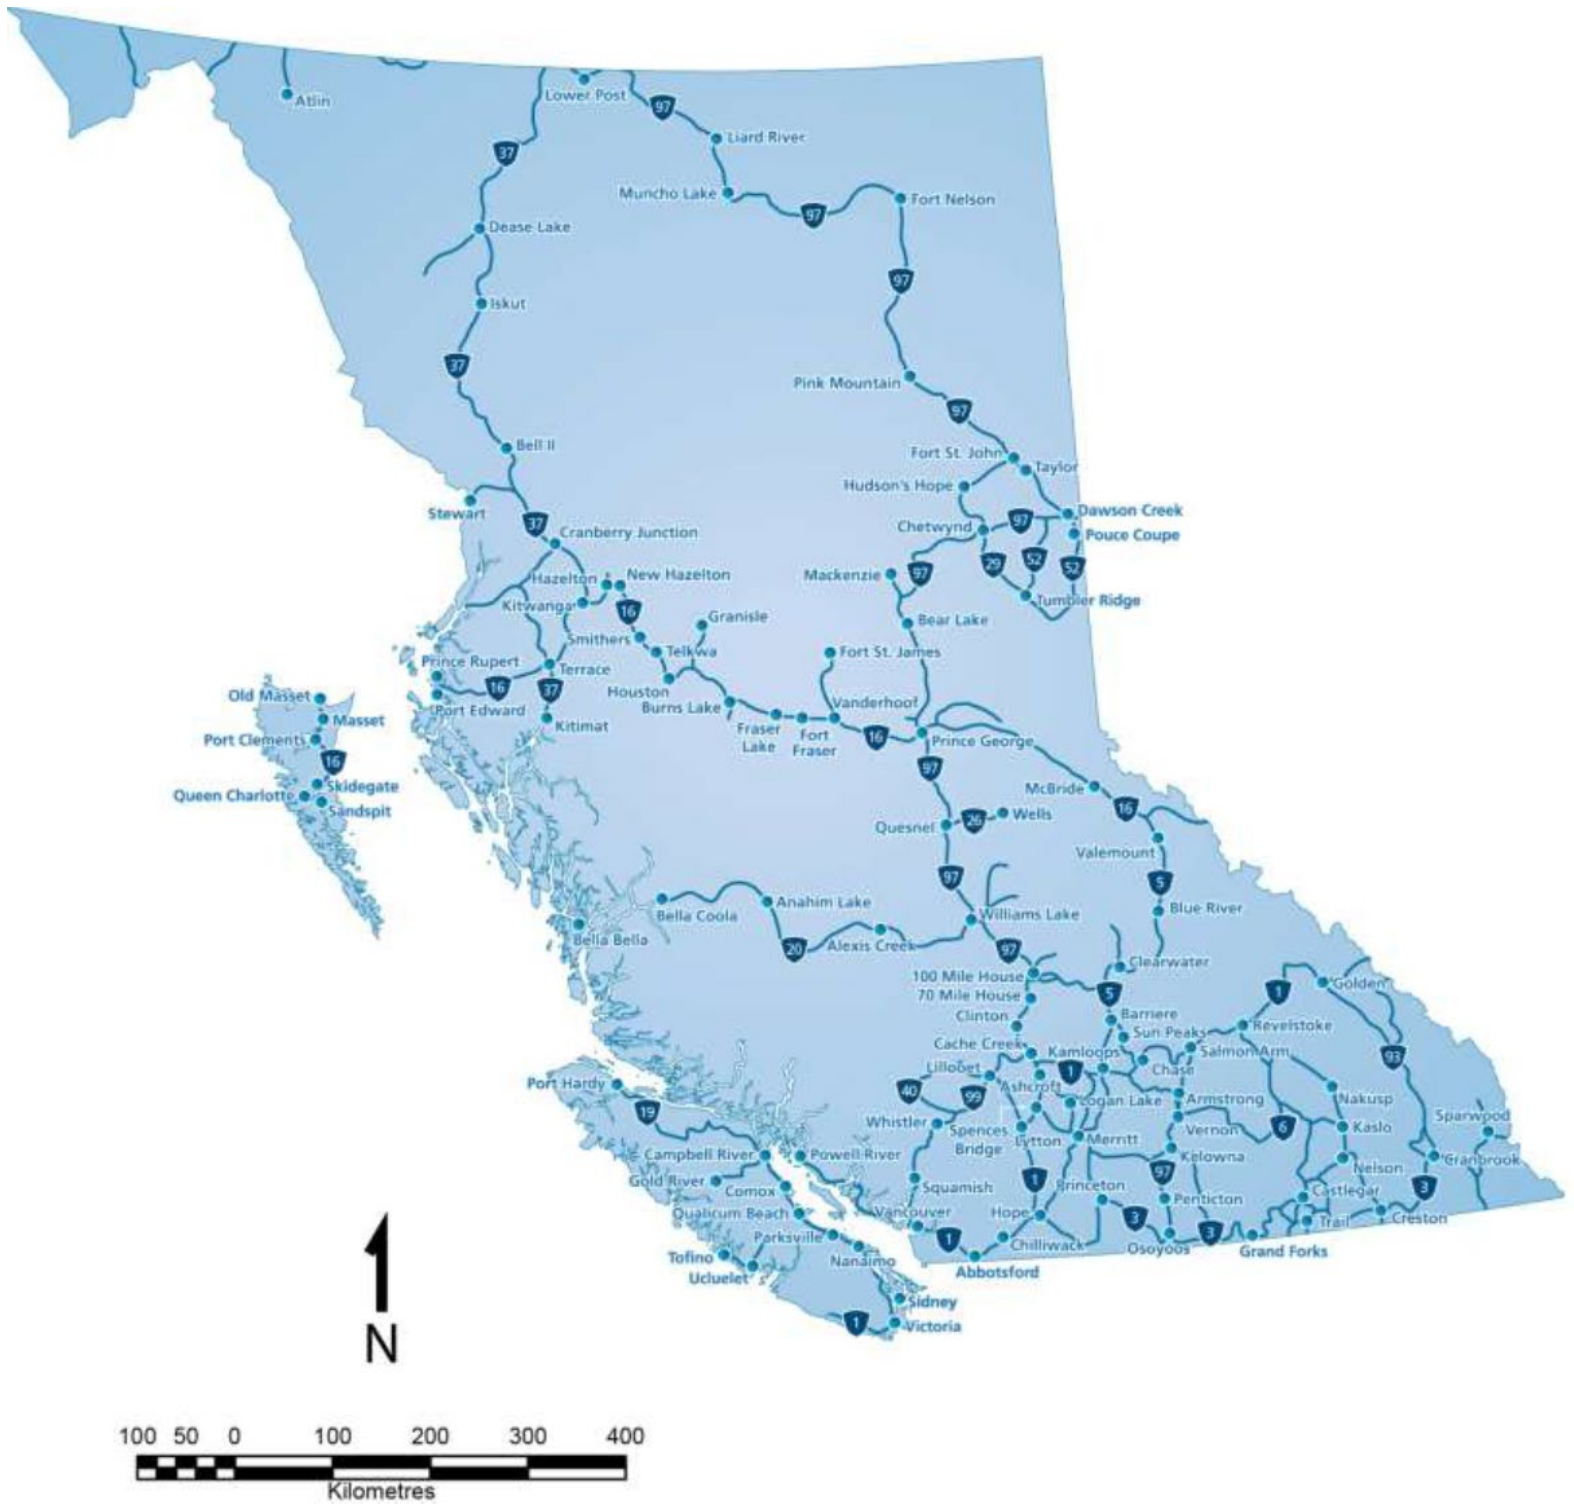 Atlin
Lower Post
97
Liard River
37
Muncho Lake
97
Fort Nelson
Dease Lake
97
Iskut
37
Pink Mountain
97
Bell II
Fort St. John
Taylor
Hudson's Hope
Stewart
Dawson Creek
37
97
Chetwynd
Cranberry Junction
Pouce Coupe
29
52
52
Hazelton
New Hazelton
Mackenzie
97
Kitwanga
16
Tumbler Ridge
Granisle
Bear Lake
Smithers
Telkwa
Fort St. James
Prince Rupert
Terrace
16
37
Houston
Old Masset
Port Edward
Burns Lake
Vanderhoof
Masset
Kitimat
Fraser
Lake
Fort
Fraser
16
Prince George
Port Clements
16
97
Skidegate
McBride
Queen Charlotte
Sandspit
16
Wells
26
Quesnel
Valemount
97
5
Blue River
Anahim Lake
Bella Coola
Williams Lake
Bella Bella
20
Alexis Creek
97
Clearwater
100 Mile House
Golden
70 Mile House
5
1
Clinton
Barriere
Revelstoke
Sun Peaks
Cache Creek
Kamloops
Salmon Arm
93
Lillooet
1
Chase
Port Hardy
40
99
Ashcroft
Logan Lake
Armstrong
Nakusp
19
Sparwood
Whistler
Spences
Bridge
Lytton
Merritt
Vernon
6
Kaslo
Campbell River
Powell River
Kelowna
Cranbrook
Nelson
Gold River
97
Comox
Squamish
1
Princeton
3
Castlegar
Penticton
Qualicum Beach
Vancouver
Hope
3
Trail
Creston
Parksville
1
Chilliwack
3
Osoyoos
Grand Forks
Tofino
Nanaimo
Abbotsford
Ucluelet
Sidney
1
Victoria
N
100 50 0 100 200 300 400
Kilometres